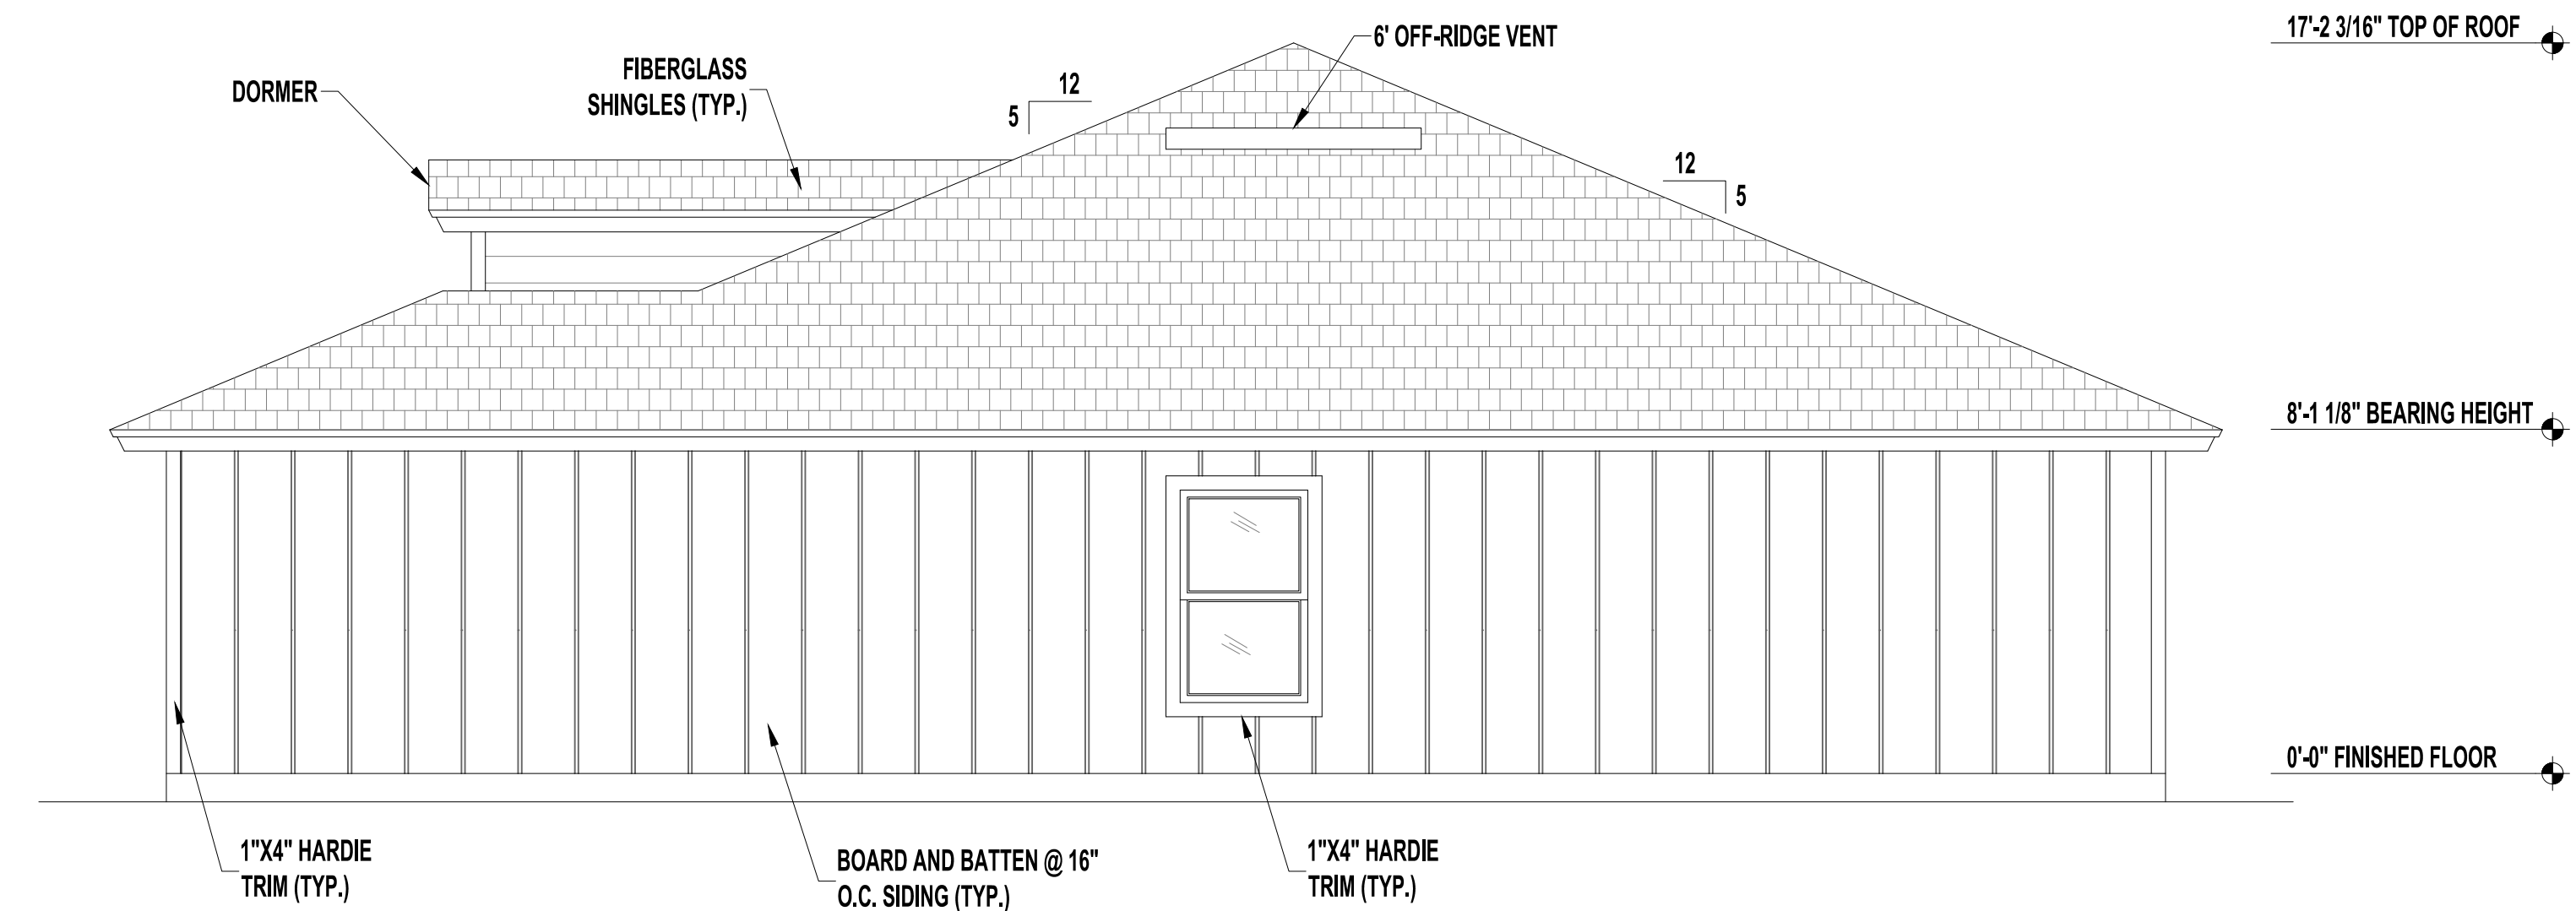 17'-2 3/16" TOP OF ROOF
6' OFF-RIDGE VENT
FIBERGLASS
SHINGLES (TYP.)
DORMER
12
5
12
5
8'-1 1/8" BEARING HEIGHT
0'-0" FINISHED FLOOR
1"X4" HARDIE
TRIM (TYP.)
BOARD AND BATTEN @ 16"
O.C. SIDING (TYP.)
1"X4" HARDIE
TRIM (TYP.)